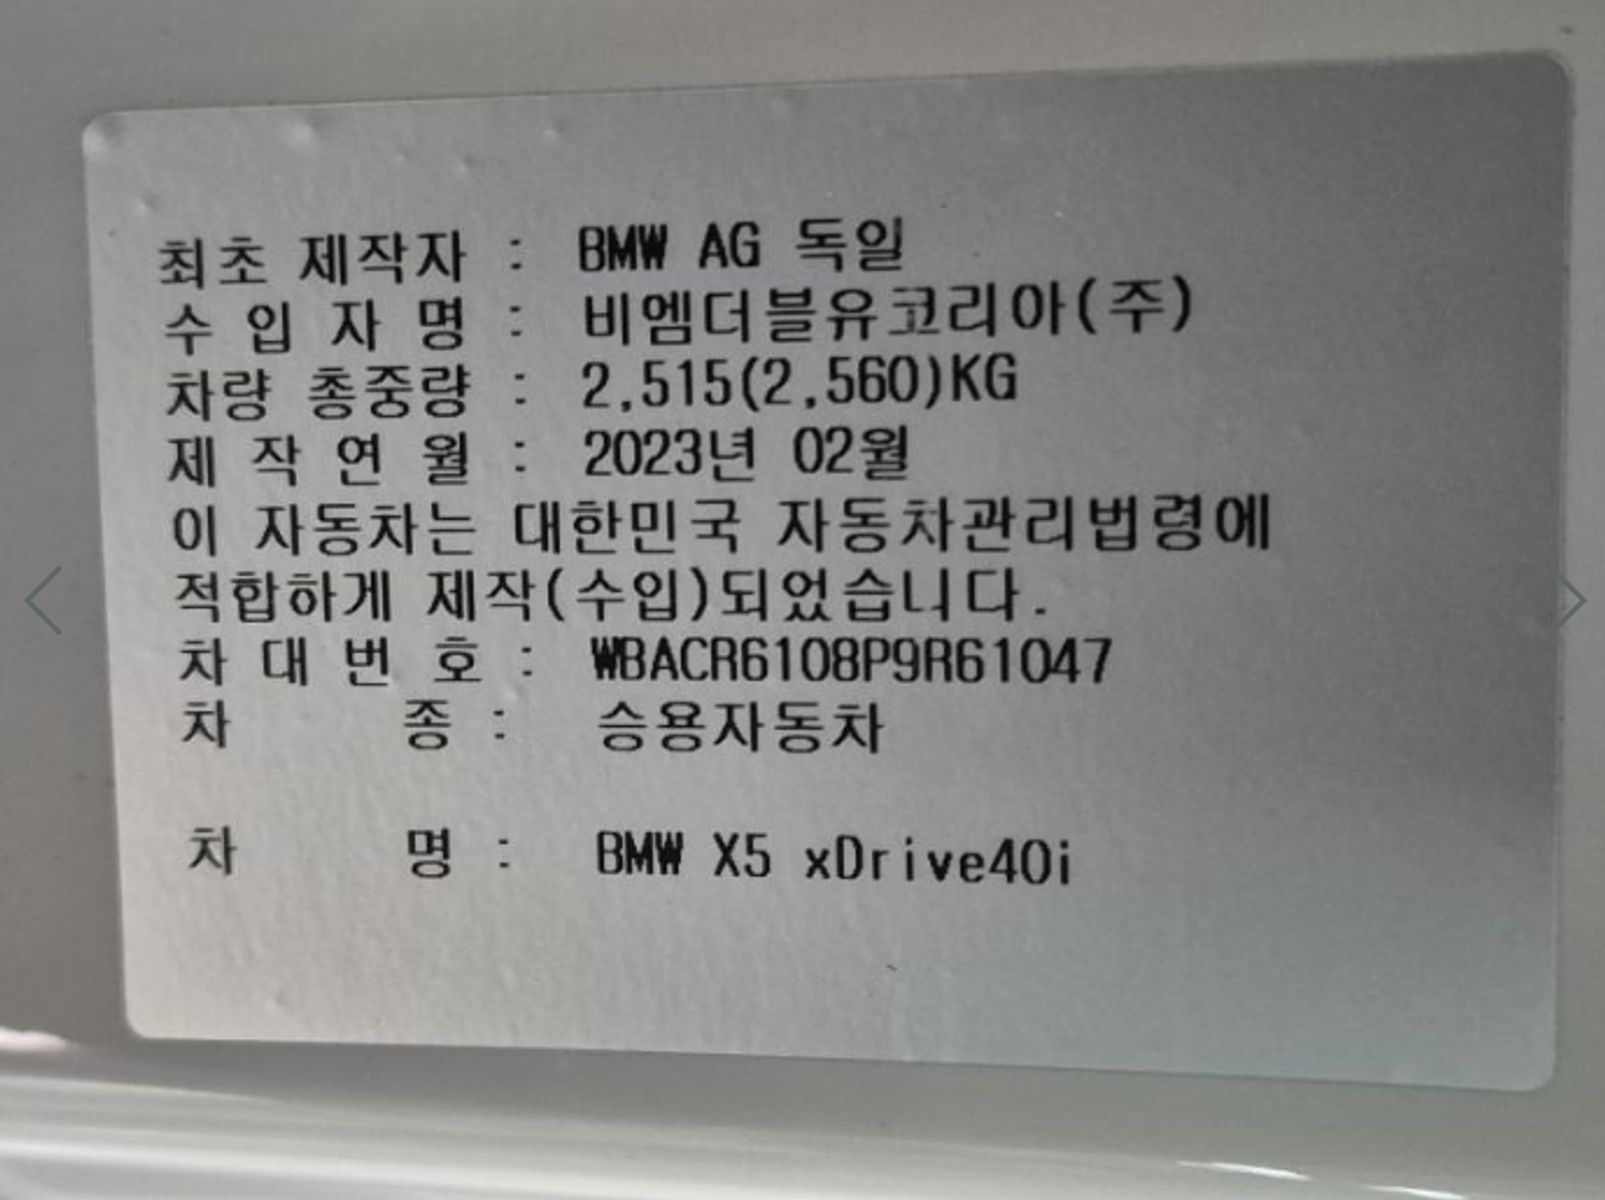 최초 제작자 : BMW AG 독일
수 입 자 명 : 비엠더블유코리아(주)
차량 총중량 : 2,515(2,560)KG
제 작 연 월 : 2023년 02월
이 자동차는 대한민국 자동차관리법령에
적합하게 제작(수입)되었습니다.
차 대 번 호 : WBACR6108P9R61047
차 종 : 승용자동차
차 명 : BMW X5 xDrive40i